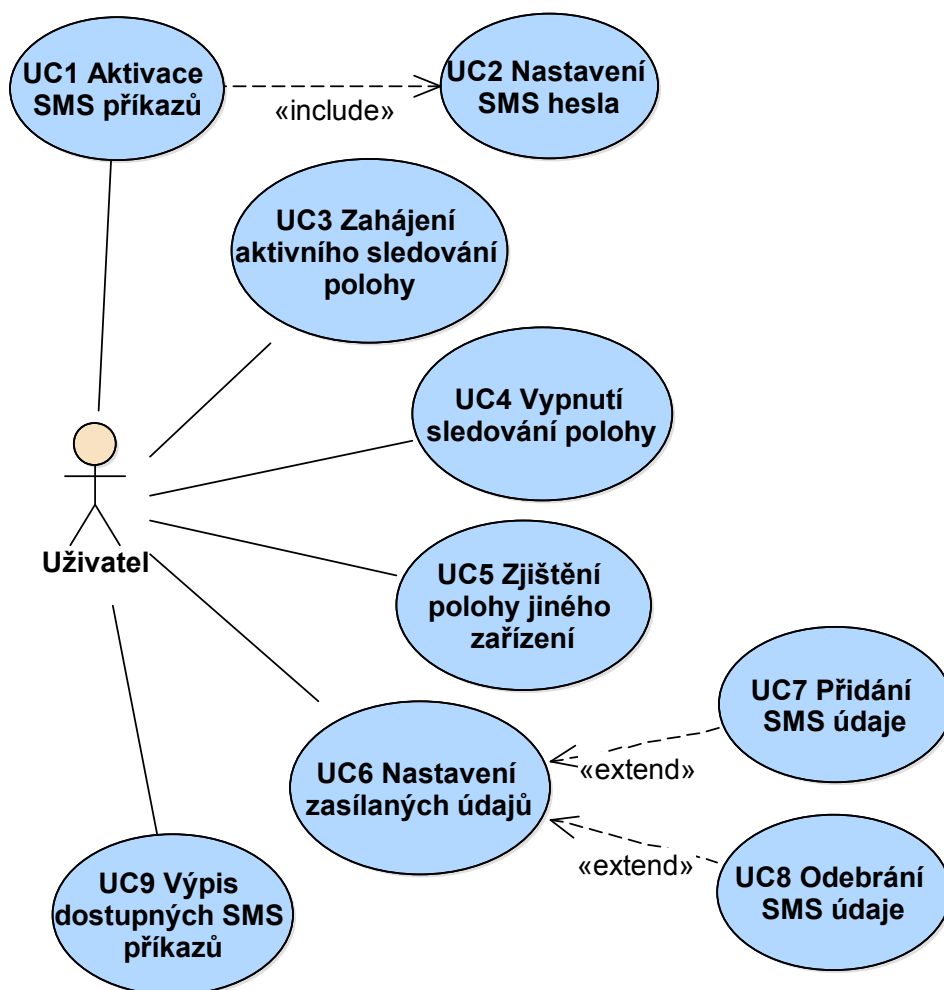 UC1 Aktivace
SMS příkazů
«include»
UC2 Nastavení
SMS hesla
UC3 Zahájení
aktivního sledování
polohy
UC4 Vypnutí
sledování polohy
Uživatel
UC5 Zjištění
polohy jiného
zařízení
UC6 Nastavení
zasílaných údajů
«extend»
«extend»
UC7 Přidání
SMS údaje
UC8 Odebrání
SMS údaje
UC9 Výpis
dostupných SMS
příkazů